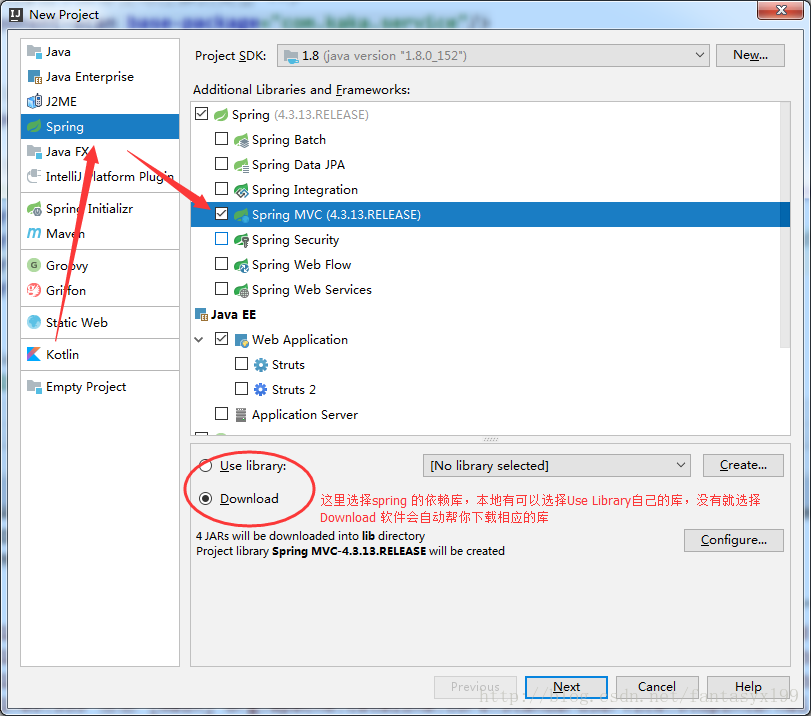 base-package="com.kaka.service"/>
New Project
Java
Java Enterprise
J2ME
Spring
Java FX
IntelliJ Platform Plugin
Spring Initializr
Maven
Groovy
Griffon
Static Web
Kotlin
Empty Project
Project SDK: 1.8 (java version "1.8.0_152") New...
Additional Libraries and Frameworks:
Spring (4.3.13.RELEASE)
Spring Batch
Spring Data JPA
Spring Integration
Spring MVC (4.3.13.RELEASE)
Spring Security
Spring Web Flow
Spring Web Services
Java EE
Web Application
Struts
Struts 2
Application Server
Use library: [No library selected] Create...
Download
这里选择spring 的依赖库，本地有可以选择Use Library自己的库，没有就选择
Download 软件会自动帮你下载相应的库
4 JARs will be downloaded into lib directory
Project library Spring MVC-4.3.13.RELEASE will be created
Configure...
Previous Next Cancel Help
http://blog.csdn.net/fantasyx199